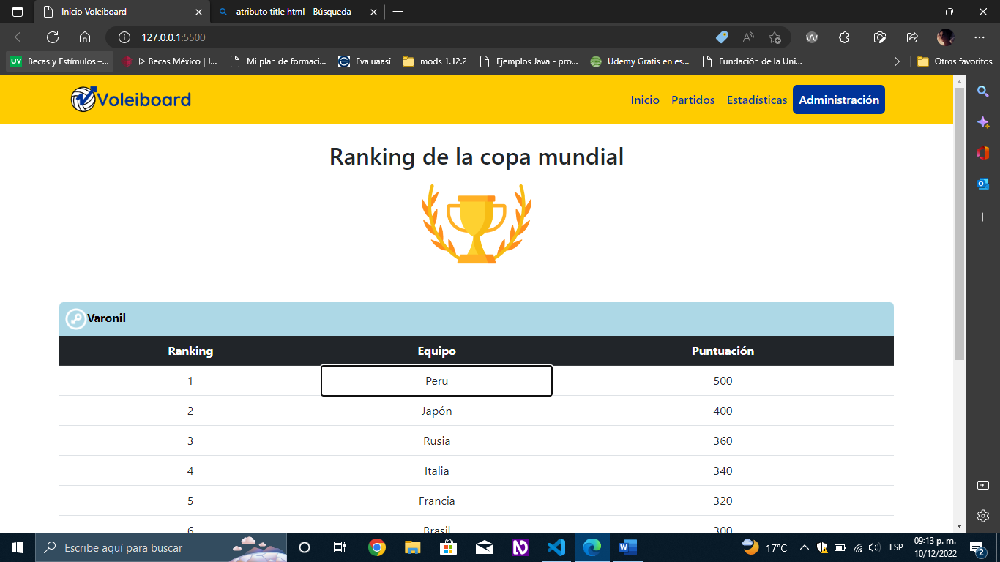 Inicio Voleiboard
atributo title html - Búsqueda
127.0.0.1:5500
UV Becas y Estímulos –...
ᐅ Becas México | J...
Mi plan de formaci...
Evaluaasi
mods 1.12.2
Ejemplos Java - pro...
Udemy Gratis en es...
Fundación de la Uni...
Otros favoritos
Voleiboard
Inicio Partidos Estadísticas Administración
Ranking de la copa mundial
Varonil
Ranking Equipo Puntuación
1 Peru 500
2 Japón 400
3 Rusia 360
4 Italia 340
5 Francia 320
6 Brasil 300
Escribe aquí para buscar
17°C
ESP
09:13 p. m.
10/12/2022
2